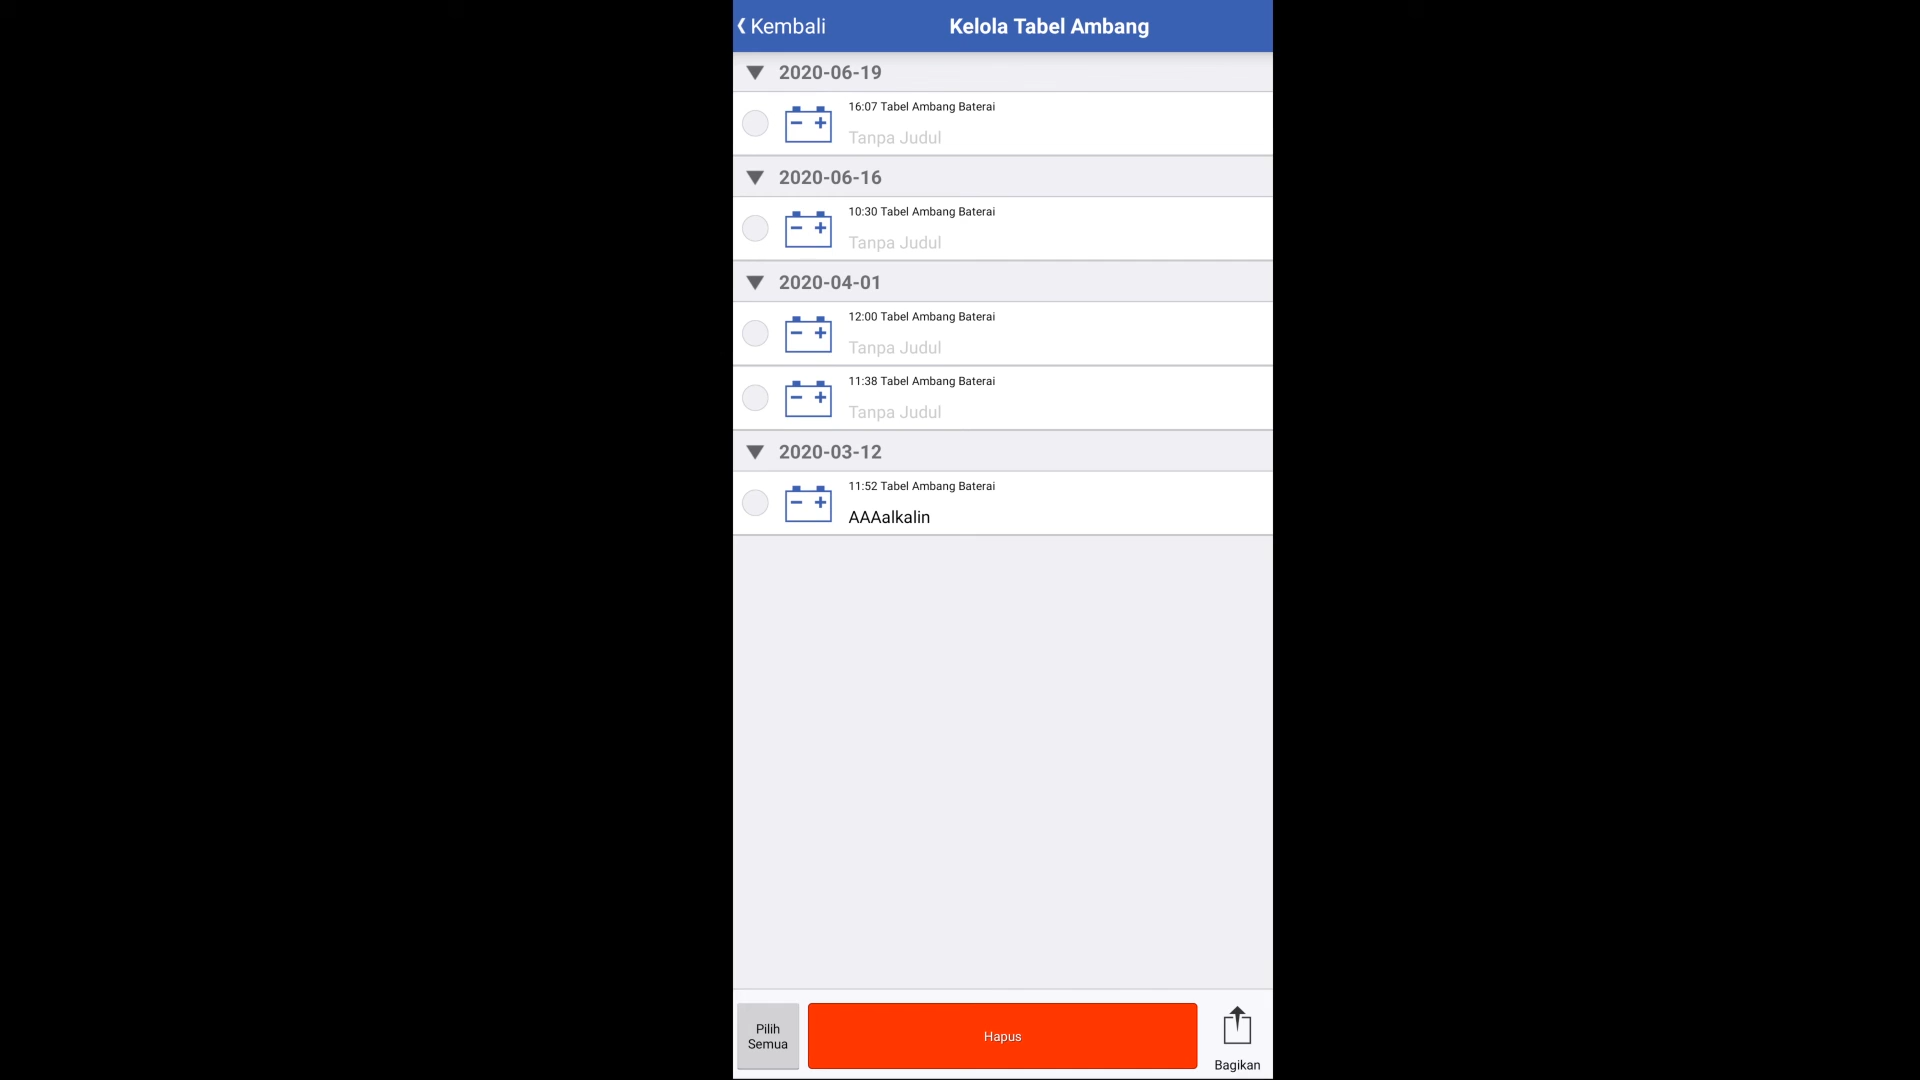 Kembali
Kelola Tabel Ambang
2020-06-19
16:07 Tabel Ambang Baterai
Tanpa Judul
2020-06-16
10:30 Tabel Ambang Baterai
Tanpa Judul
2020-04-01
12:00 Tabel Ambang Baterai
Tanpa Judul
11:38 Tabel Ambang Baterai
Tanpa Judul
2020-03-12
11:52 Tabel Ambang Baterai
AAAalkalin
Pilih
Semua
Hapus
Bagikan